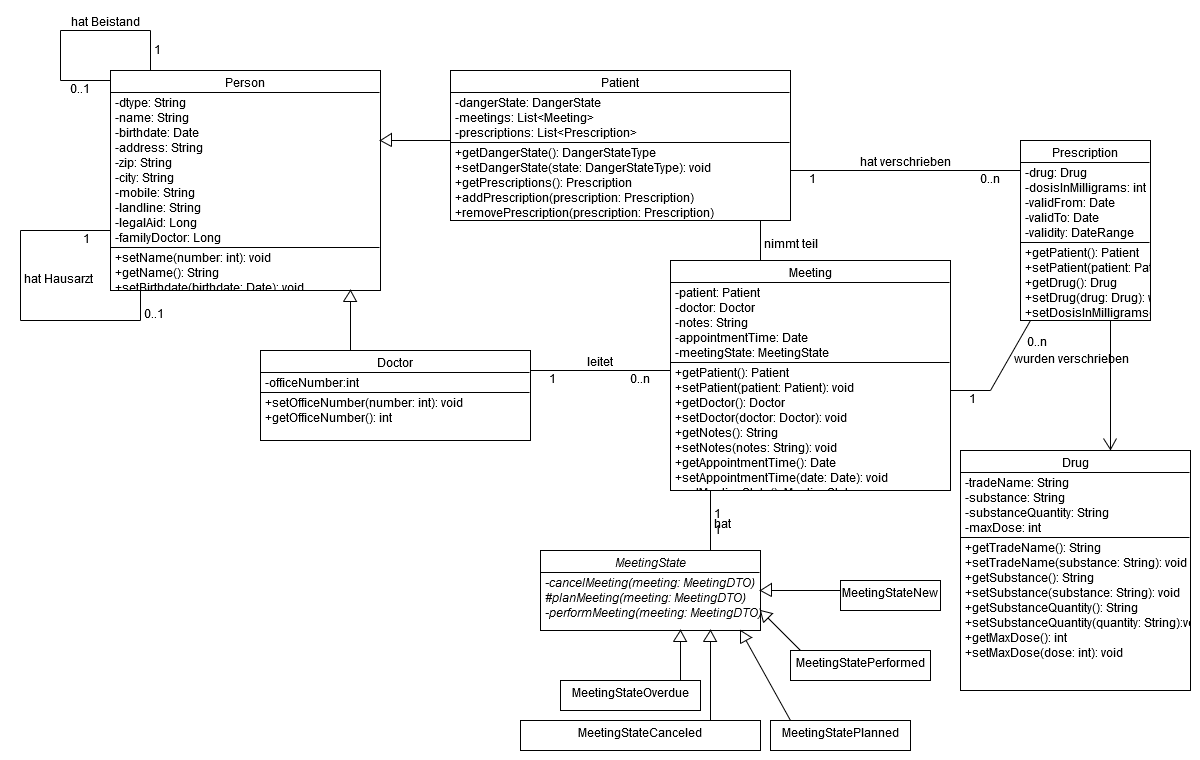 hat Beistand
1
0..1
Person
-dtype: String
-name: String
-birthdate: Date
-address: String
-zip: String
-city: String
-mobile: String
-landline: String
-legalAid: Long
-familyDoctor: Long
+setName(number: int): void
+getName(): String
+setBirthdate(birthdate: Date): void
1
hat Hausarzt
0..1
Patient
-dangerState: DangerState
-meetings: List<Meeting>
-prescriptions: List<Prescription>
+getDangerState(): DangerStateType
+setDangerState(state: DangerStateType): void
+getPrescriptions(): Prescription
+addPrescription(prescription: Prescription)
+removePrescription(prescription: Prescription)
hat verschrieben
1
0..n
Prescription
-drug: Drug
-dosisInMilligrams: int
-validFrom: Date
-validTo: Date
-validity: DateRange
+getPatient(): Patient
+setPatient(patient: Pat
+getDrug(): Drug
+setDrug(drug: Drug):
+setDosisInMilligrams
nimmt teil
Meeting
-patient: Patient
-doctor: Doctor
-notes: String
-appointmentTime: Date
-meetingState: MeetingState
+getPatient(): Patient
+setPatient(patient: Patient): void
+getDoctor(): Doctor
+setDoctor(doctor: Doctor): void
+getNotes(): String
+setNotes(notes: String): void
+getAppointmentTime(): Date
+setAppointmentTime(date: Date): void
0..n
wurden verschrieben
1
Doctor
-officeNumber:int
+setOfficeNumber(number: int): void
+getOfficeNumber(): int
leitet
1
0..n
Drug
-tradeName: String
-substance: String
-substanceQuantity: String
-maxDose: int
+getTradeName(): String
+setTradeName(substance: String): void
+getSubstance(): String
+setSubstance(substance: String): void
+getSubstanceQuantity(): String
+setSubstanceQuantity(quantity: String):v
+getMaxDose(): int
+setMaxDose(dose: int): void
1
hat
1
MeetingState
-cancelMeeting(meeting: MeetingDTO)
#planMeeting(meeting: MeetingDTO)
-performMeeting(meeting: MeetingDTO)
MeetingStateNew
MeetingStatePerformed
MeetingStateOverdue
MeetingStateCanceled
MeetingStatePlanned